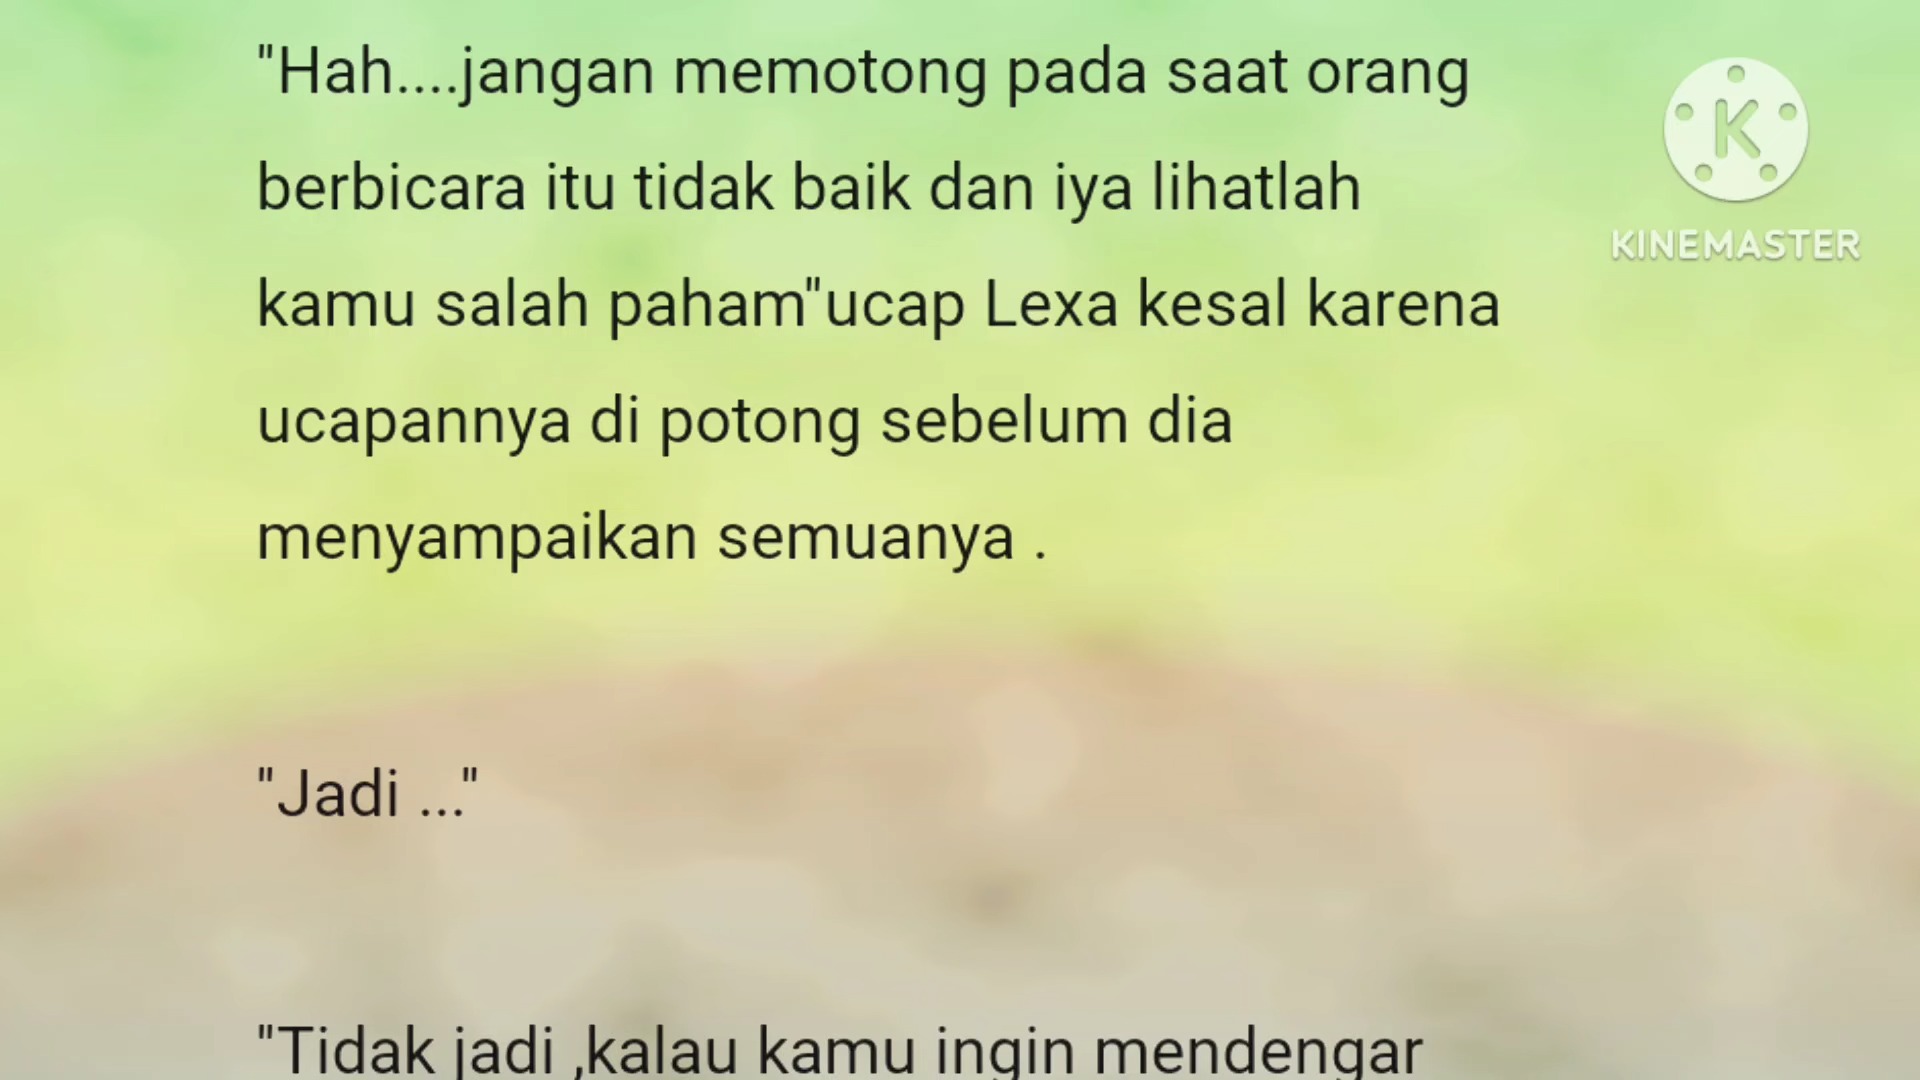 "Hah....jangan memotong pada saat orang
berbicara itu tidak baik dan iya lihatlah
kamu salah paham"ucap Lexa kesal karena
ucapannya di potong sebelum dia
menyampaikan semuanya .
"Jadi ..."
"Tidak jadi ,kalau kamu ingin mendengar
K
KINEMASTER